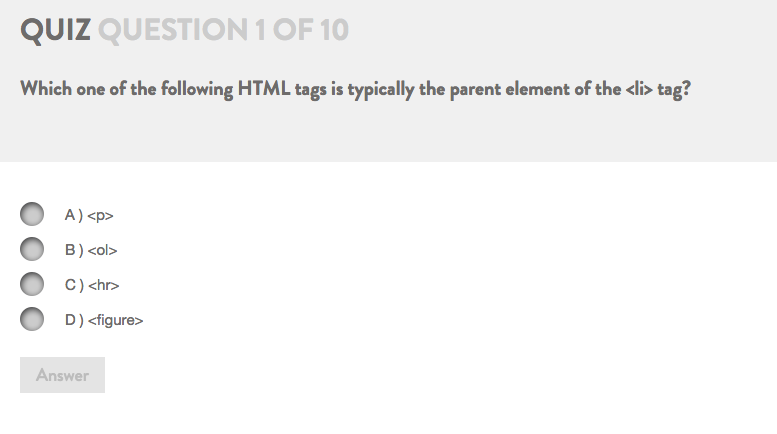 QUIZ QUESTION 1 OF 10
Which one of the following HTML tags is typically the parent element of the <li> tag?
A ) <p>
B ) <ol>
C ) <hr>
D ) <figure>
Answer